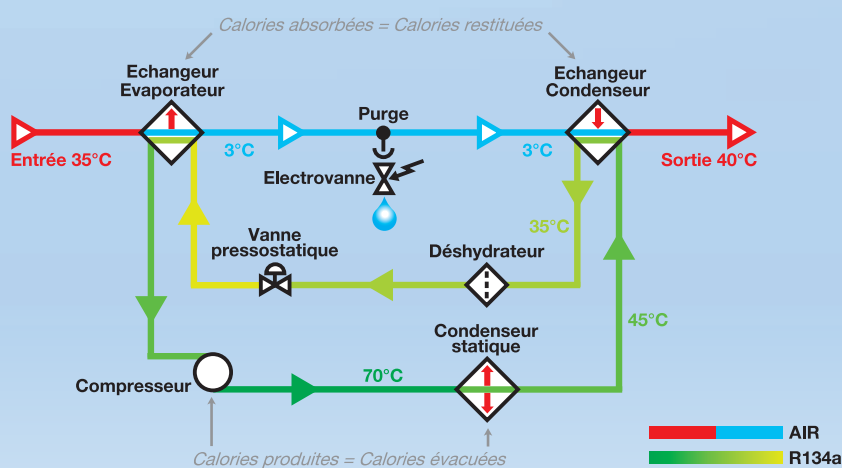 Calories absorbées = Calories restituées
Echangeur
Evaporateur
Echangeur
Condenseur
Purge
Entrée 35°C
3°C
3°C
Sortie 40°C
Electrovanne
35°C
Vanne
pressostatique
Déshydrateur
Condenseur
statique
45°C
Compresseur
70°C
AIR
R134a
Calories produites = Calories évacuées